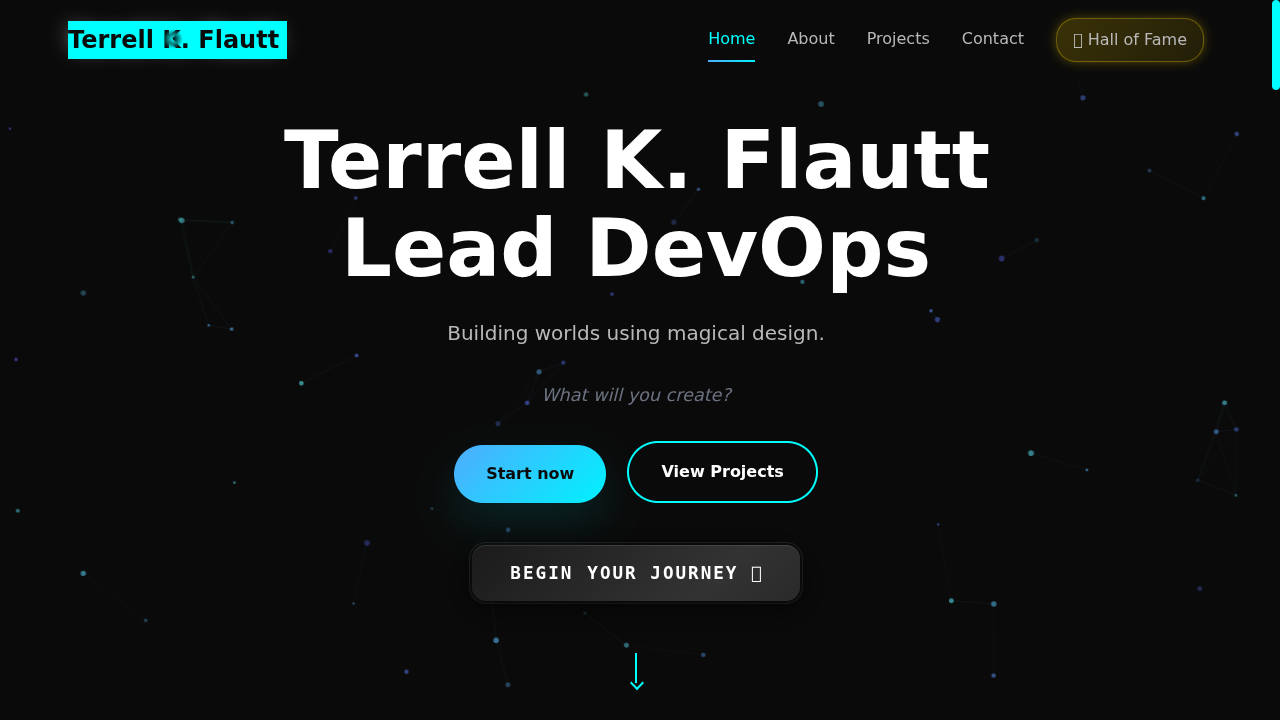 Terrell K. Flautt
Home
About
Projects
Contact
Hall of Fame
Terrell K. Flautt
Lead DevOps
Building worlds using magical design.
What will you create?
Start now
View Projects
BEGIN YOUR JOURNEY